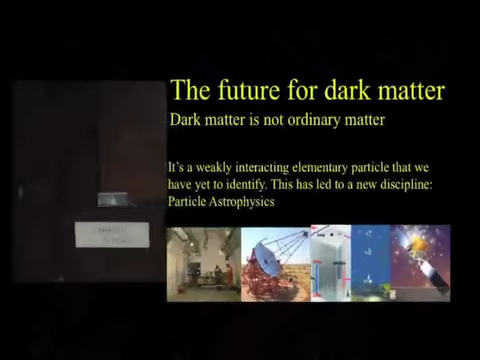 The future for dark matter
Dark matter is not ordinary matter
It's a weakly interacting elementary particle that we
have yet to identify. This has led to a new discipline:
Particle Astrophysics